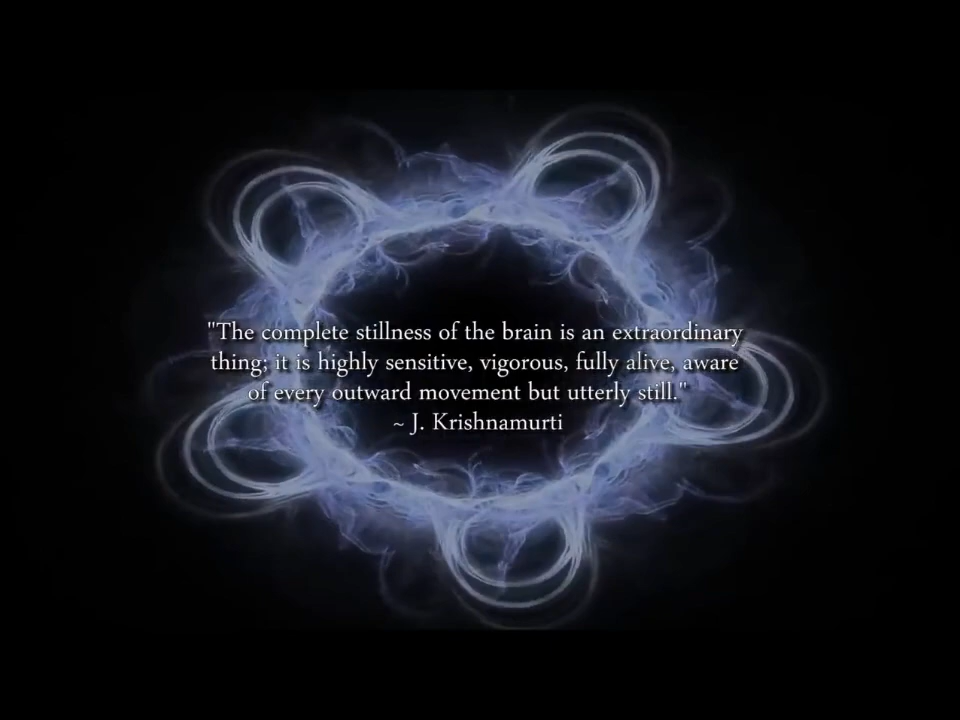 "The complete stillness of the brain is an extraordinary
thing; it is highly sensitive, vigorous, fully alive, aware
of every outward movement but utterly still."
~ J. Krishnamurti